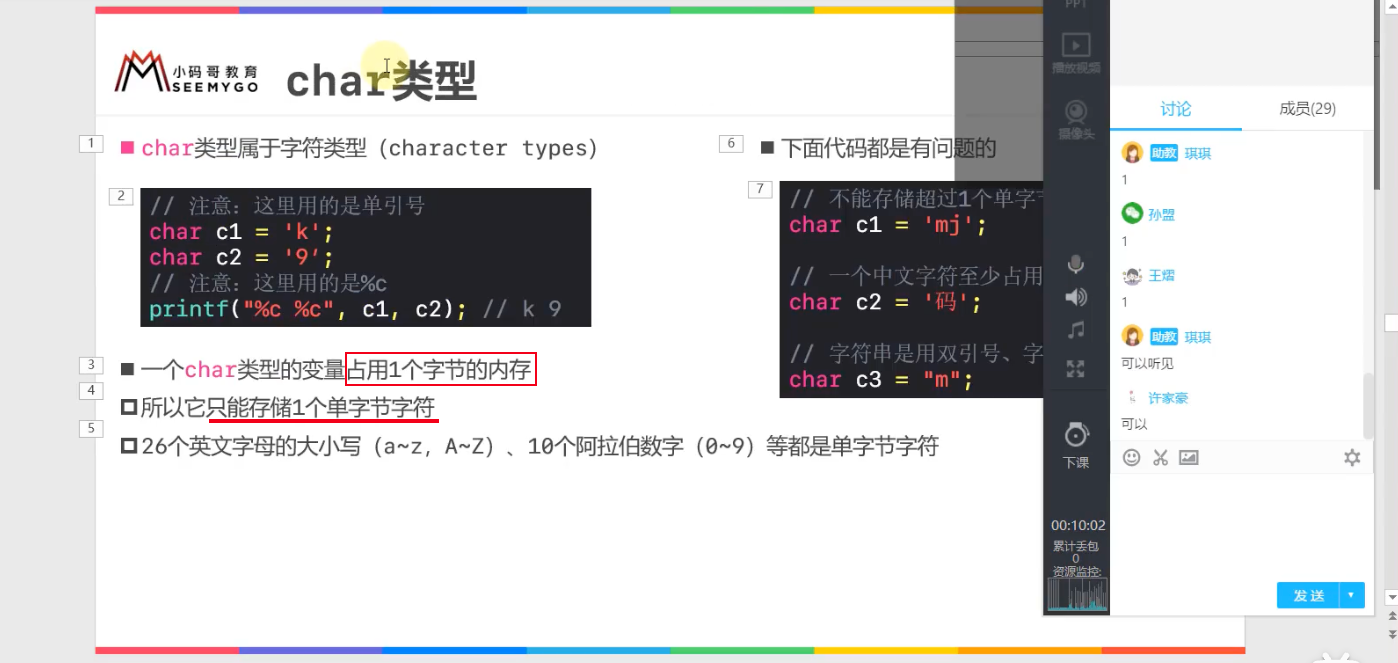 小码哥教育
SEEMYGO
char类型
1
char类型属于字符类型（character types）
2
// 注意：这里用的是单引号
char c1 = 'k';
char c2 = '9';
// 注意：这里用的是%c
printf("%c %c", c1, c2); // k 9
3
一个char类型的变量占用1个字节的内存
4
所以它只能存储1个单字节字符
5
26个英文字母的大小写（a~z，A~Z）、10个阿拉伯数字（0~9）等都是单字节字符
6
下面代码都是有问题的
7
// 不能存储超过1个单字
char c1 = 'mj';
// 一个中文字符至少占用
char c2 = '码';
// 字符串是用双引号、字
char c3 = "m";
PPT
播放视频
摄像头
下课
00:10:02
累计丢包
0
资源监控:
讨论
成员(29)
助教 琪琪
1
孙盟
1
王熠
1
助教 琪琪
可以听见
许家豪
可以
发送